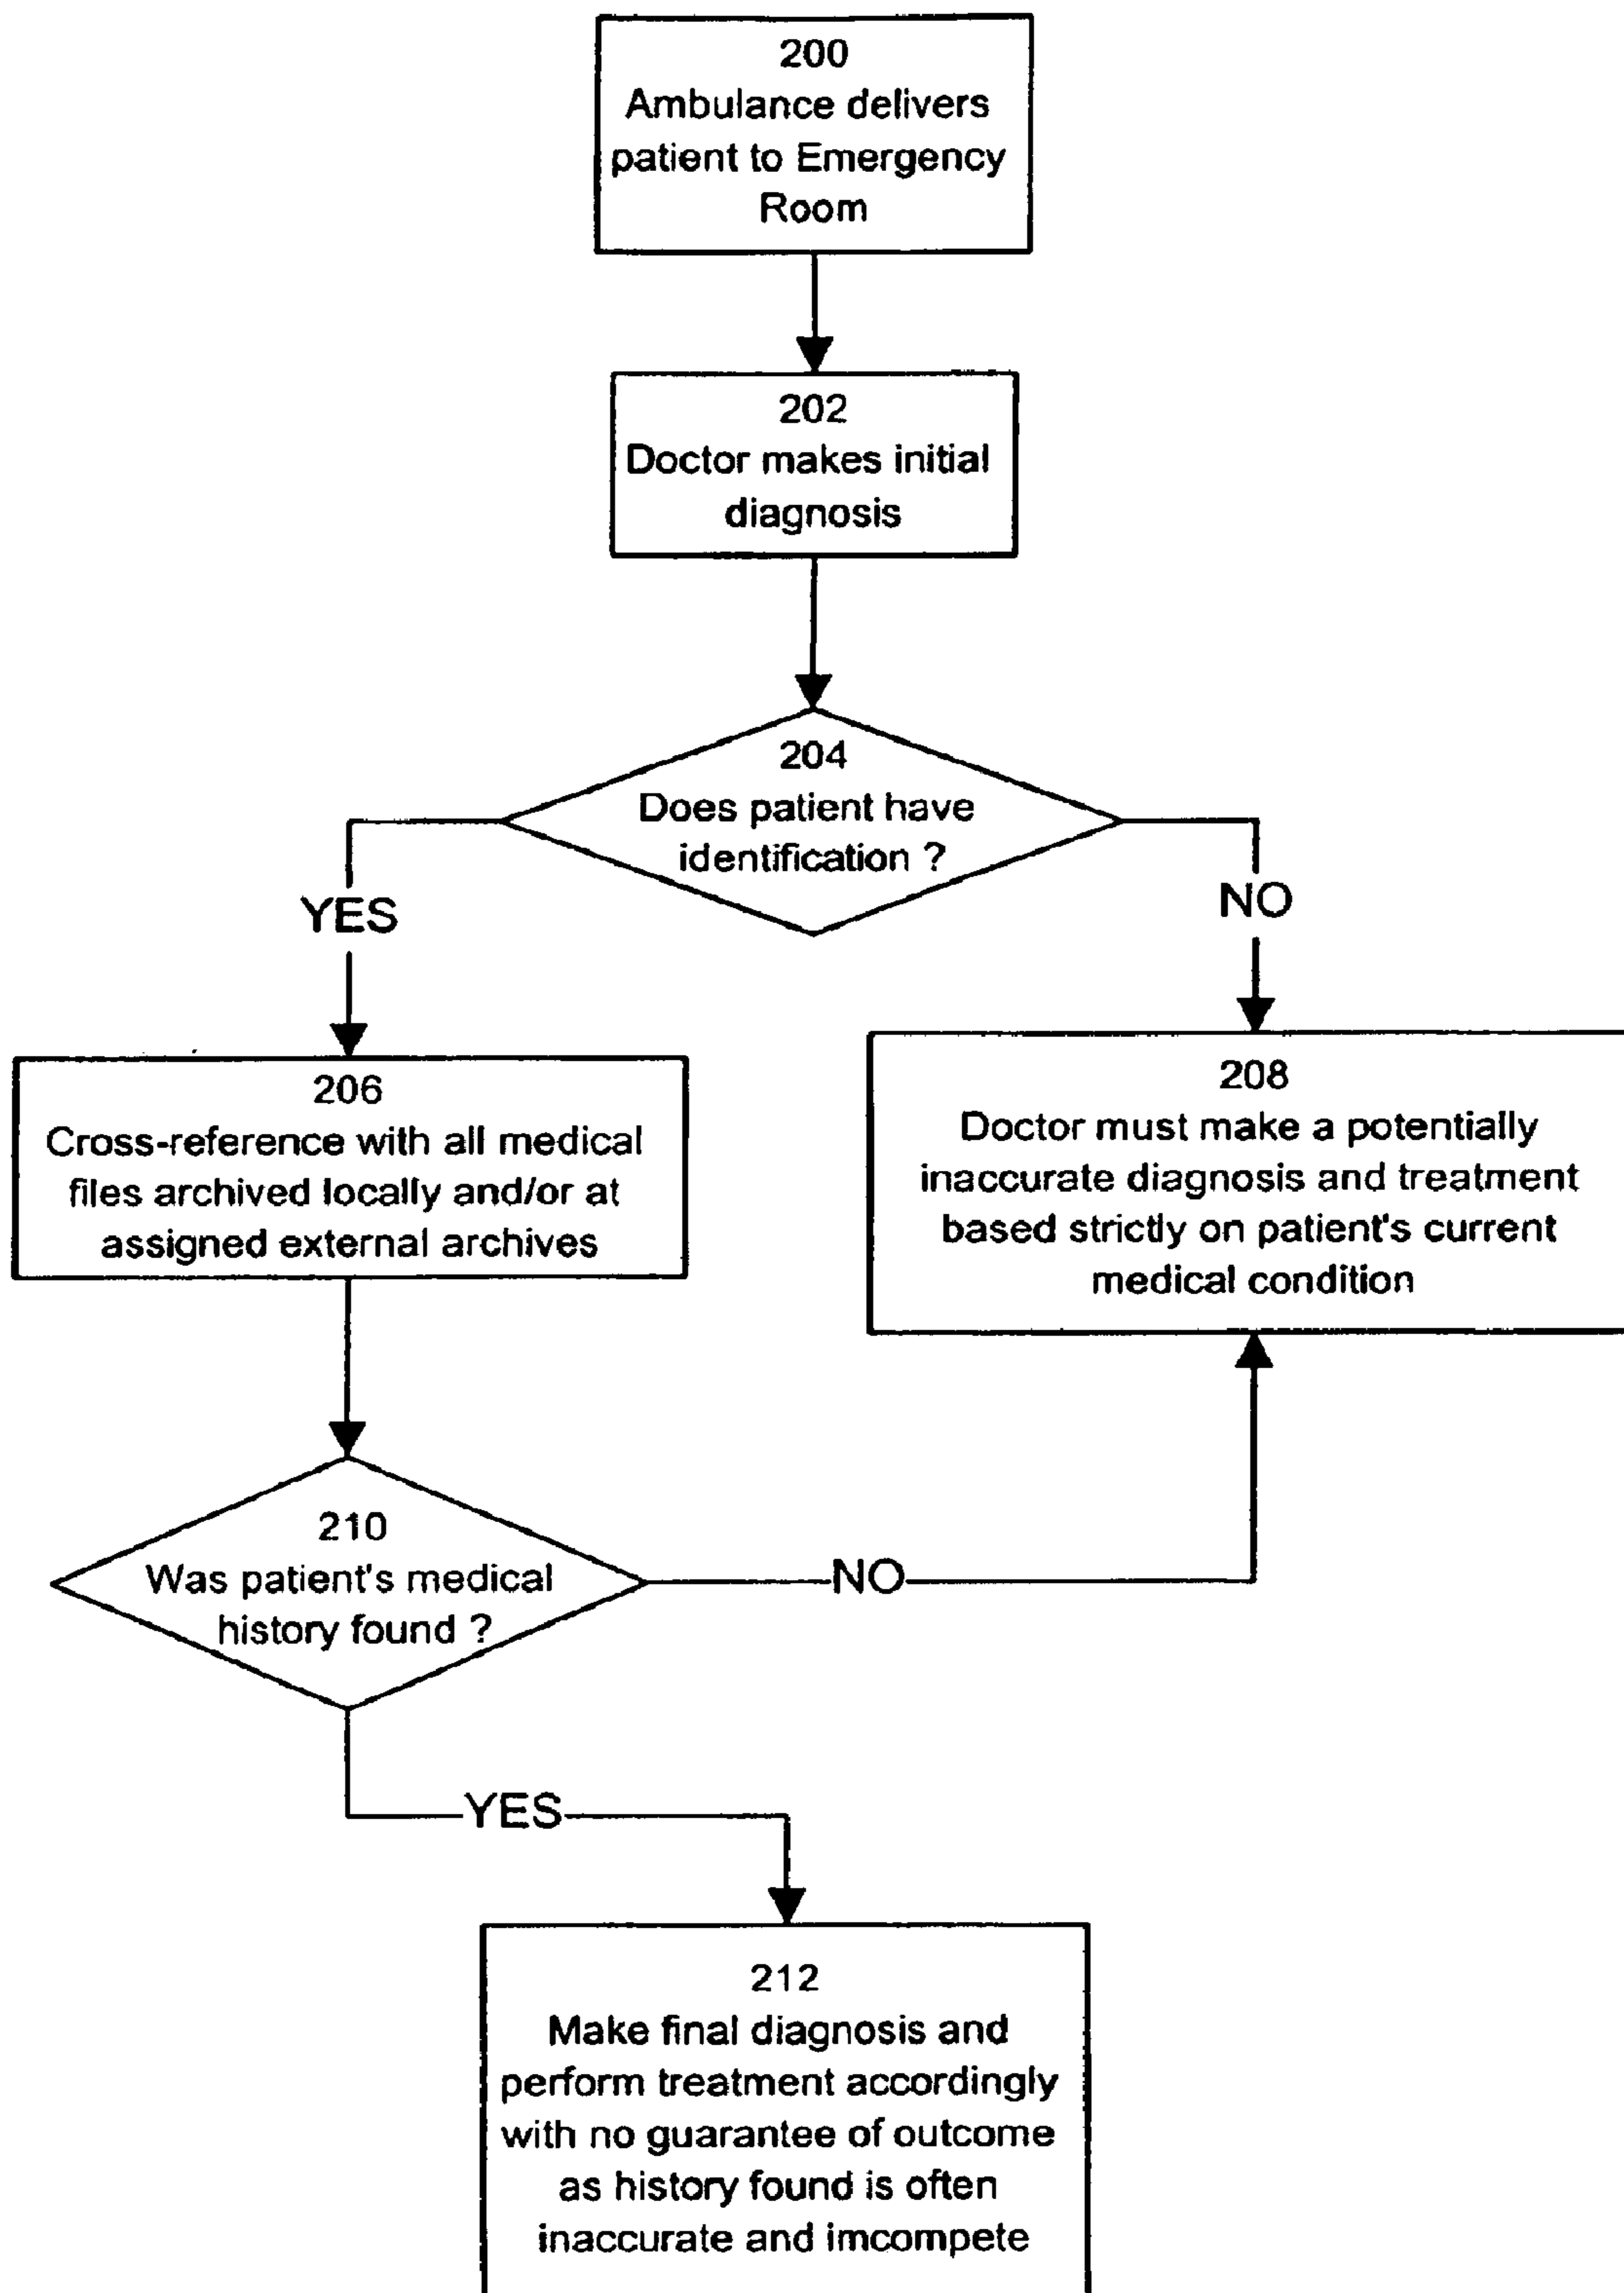 200
Ambulance delivers
patient to Emergency
Room
202
Doctor makes initial
diagnosis
204
Does patient have
identification ?
YES
NO
206
Cross-reference with all medical
files archived locally and/or at
assigned external archives
208
Doctor must make a potentially
inaccurate diagnosis and treatment
based strictly on patient's current
medical condition
210
Was patient's medical
history found ?
NO
YES
212
Make final diagnosis and
perform treatment accordingly
with no guarantee of outcome
as history found is often
inaccurate and imcompete